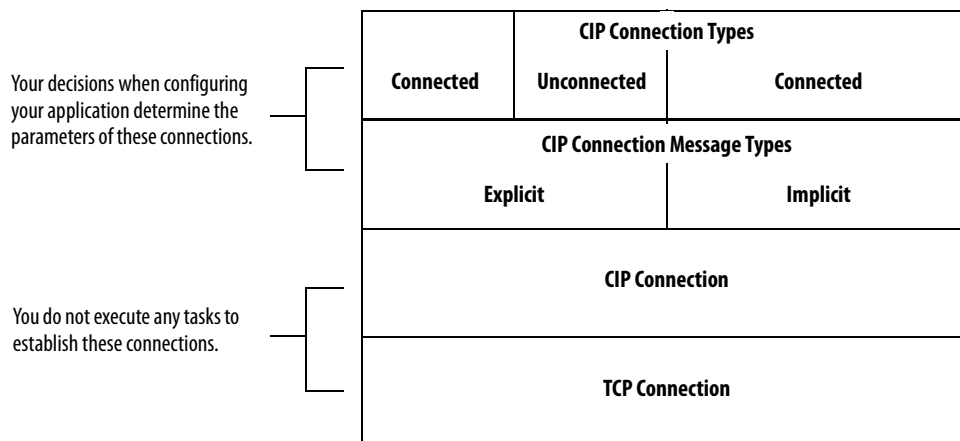 CIP Connection Types
Connected
Unconnected
Connected
Your decisions when configuring
your application determine the
parameters of these connections.
CIP Connection Message Types
Explicit
Implicit
CIP Connection
You do not execute any tasks to
establish these connections.
TCP Connection